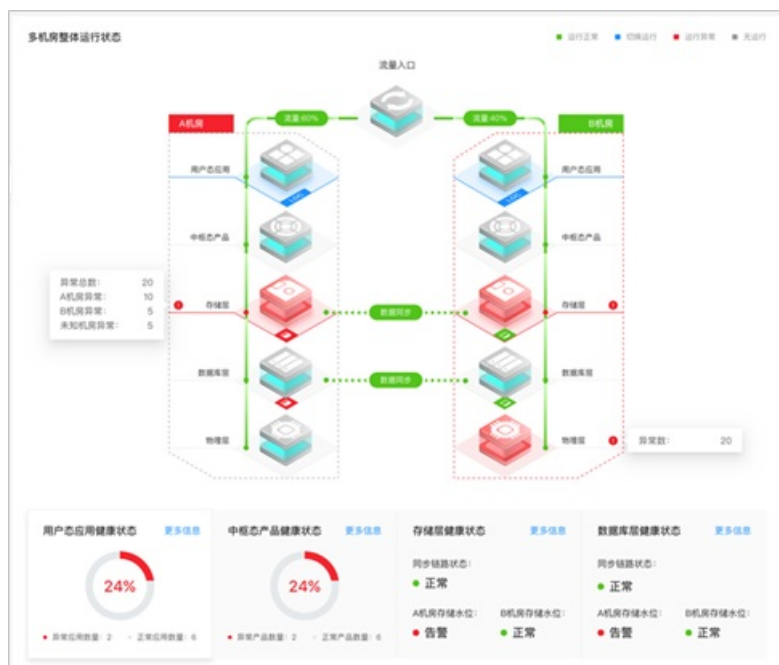 多机房整体运行状态
运行正常 切换运行 运行异常 无运行
流量入口
A机房 流量:60% 流量:40% B机房
用户态应用 LDC LDC 用户态应用
中枢态产品 中枢态产品
异常总数: 20
A机房异常: 10
B机房异常: 5
未知机房异常: 5
存储层 数据同步 存储层
数据库层 数据同步 数据库层
物理层 物理层
异常数: 20
用户态应用健康状态 更多信息
24%
异常应用数量: 2 正常应用数量: 6
中枢态产品健康状态 更多信息
24%
异常产品数量: 2 正常产品数量: 6
存储层健康状态 更多信息
同步链路状态:
正常
A机房存储水位: B机房存储水位:
告警 正常
数据库层健康状态 更多信息
同步链路状态:
正常
A机房存储水位: B机房存储水位:
告警 正常